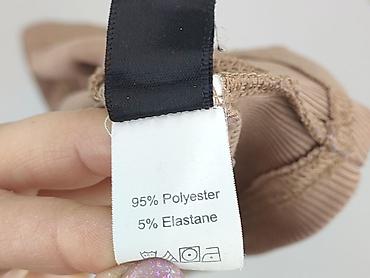 95% Polyester
5% Elastane